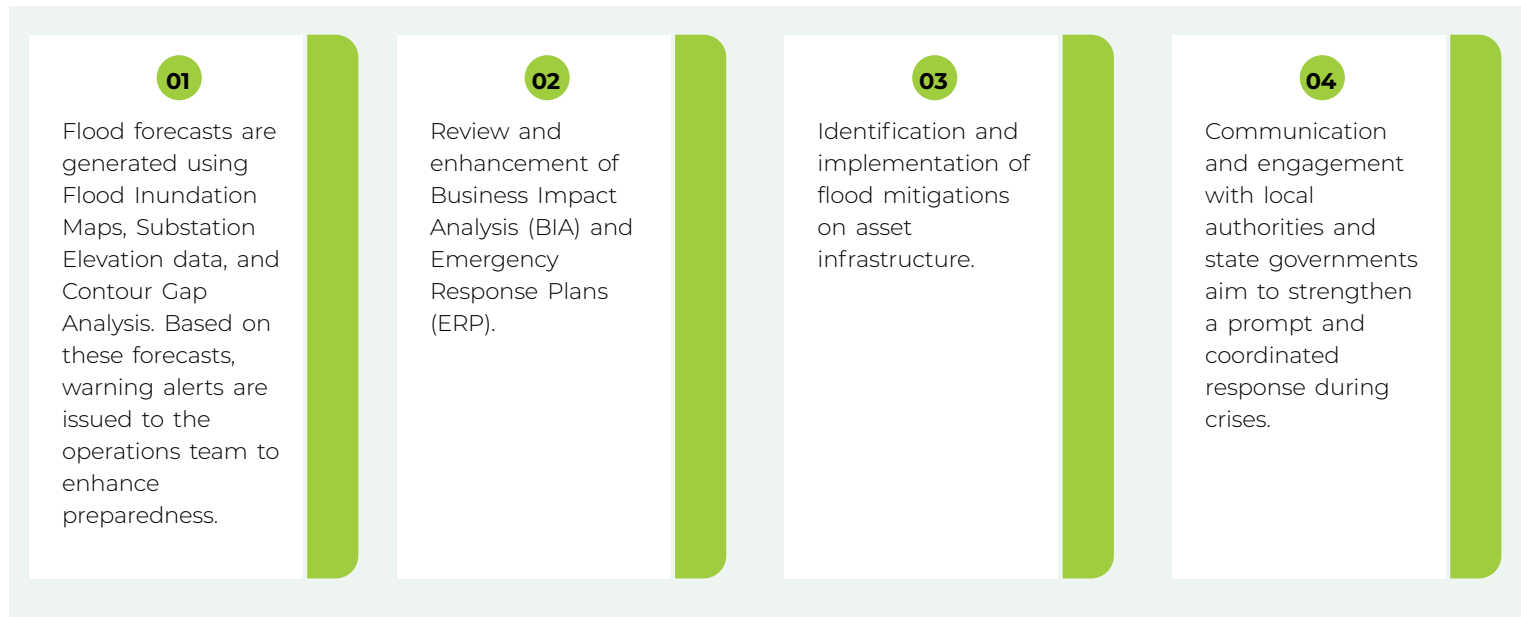 01
Flood forecasts are
generated using
Flood Inundation
Maps, Substation
Elevation data, and
Contour Gap
Analysis. Based on
these forecasts,
warning alerts are
issued to the
operations team to
enhance
preparedness.
02
Review and
enhancement of
Business Impact
Analysis (BIA) and
Emergency
Response Plans
(ERP).
03
Identification and
implementation of
flood mitigations
on asset
infrastructure.
04
Communication
and engagement
with local
authorities and
state governments
aim to strengthen
a prompt and
coordinated
response during
crises.